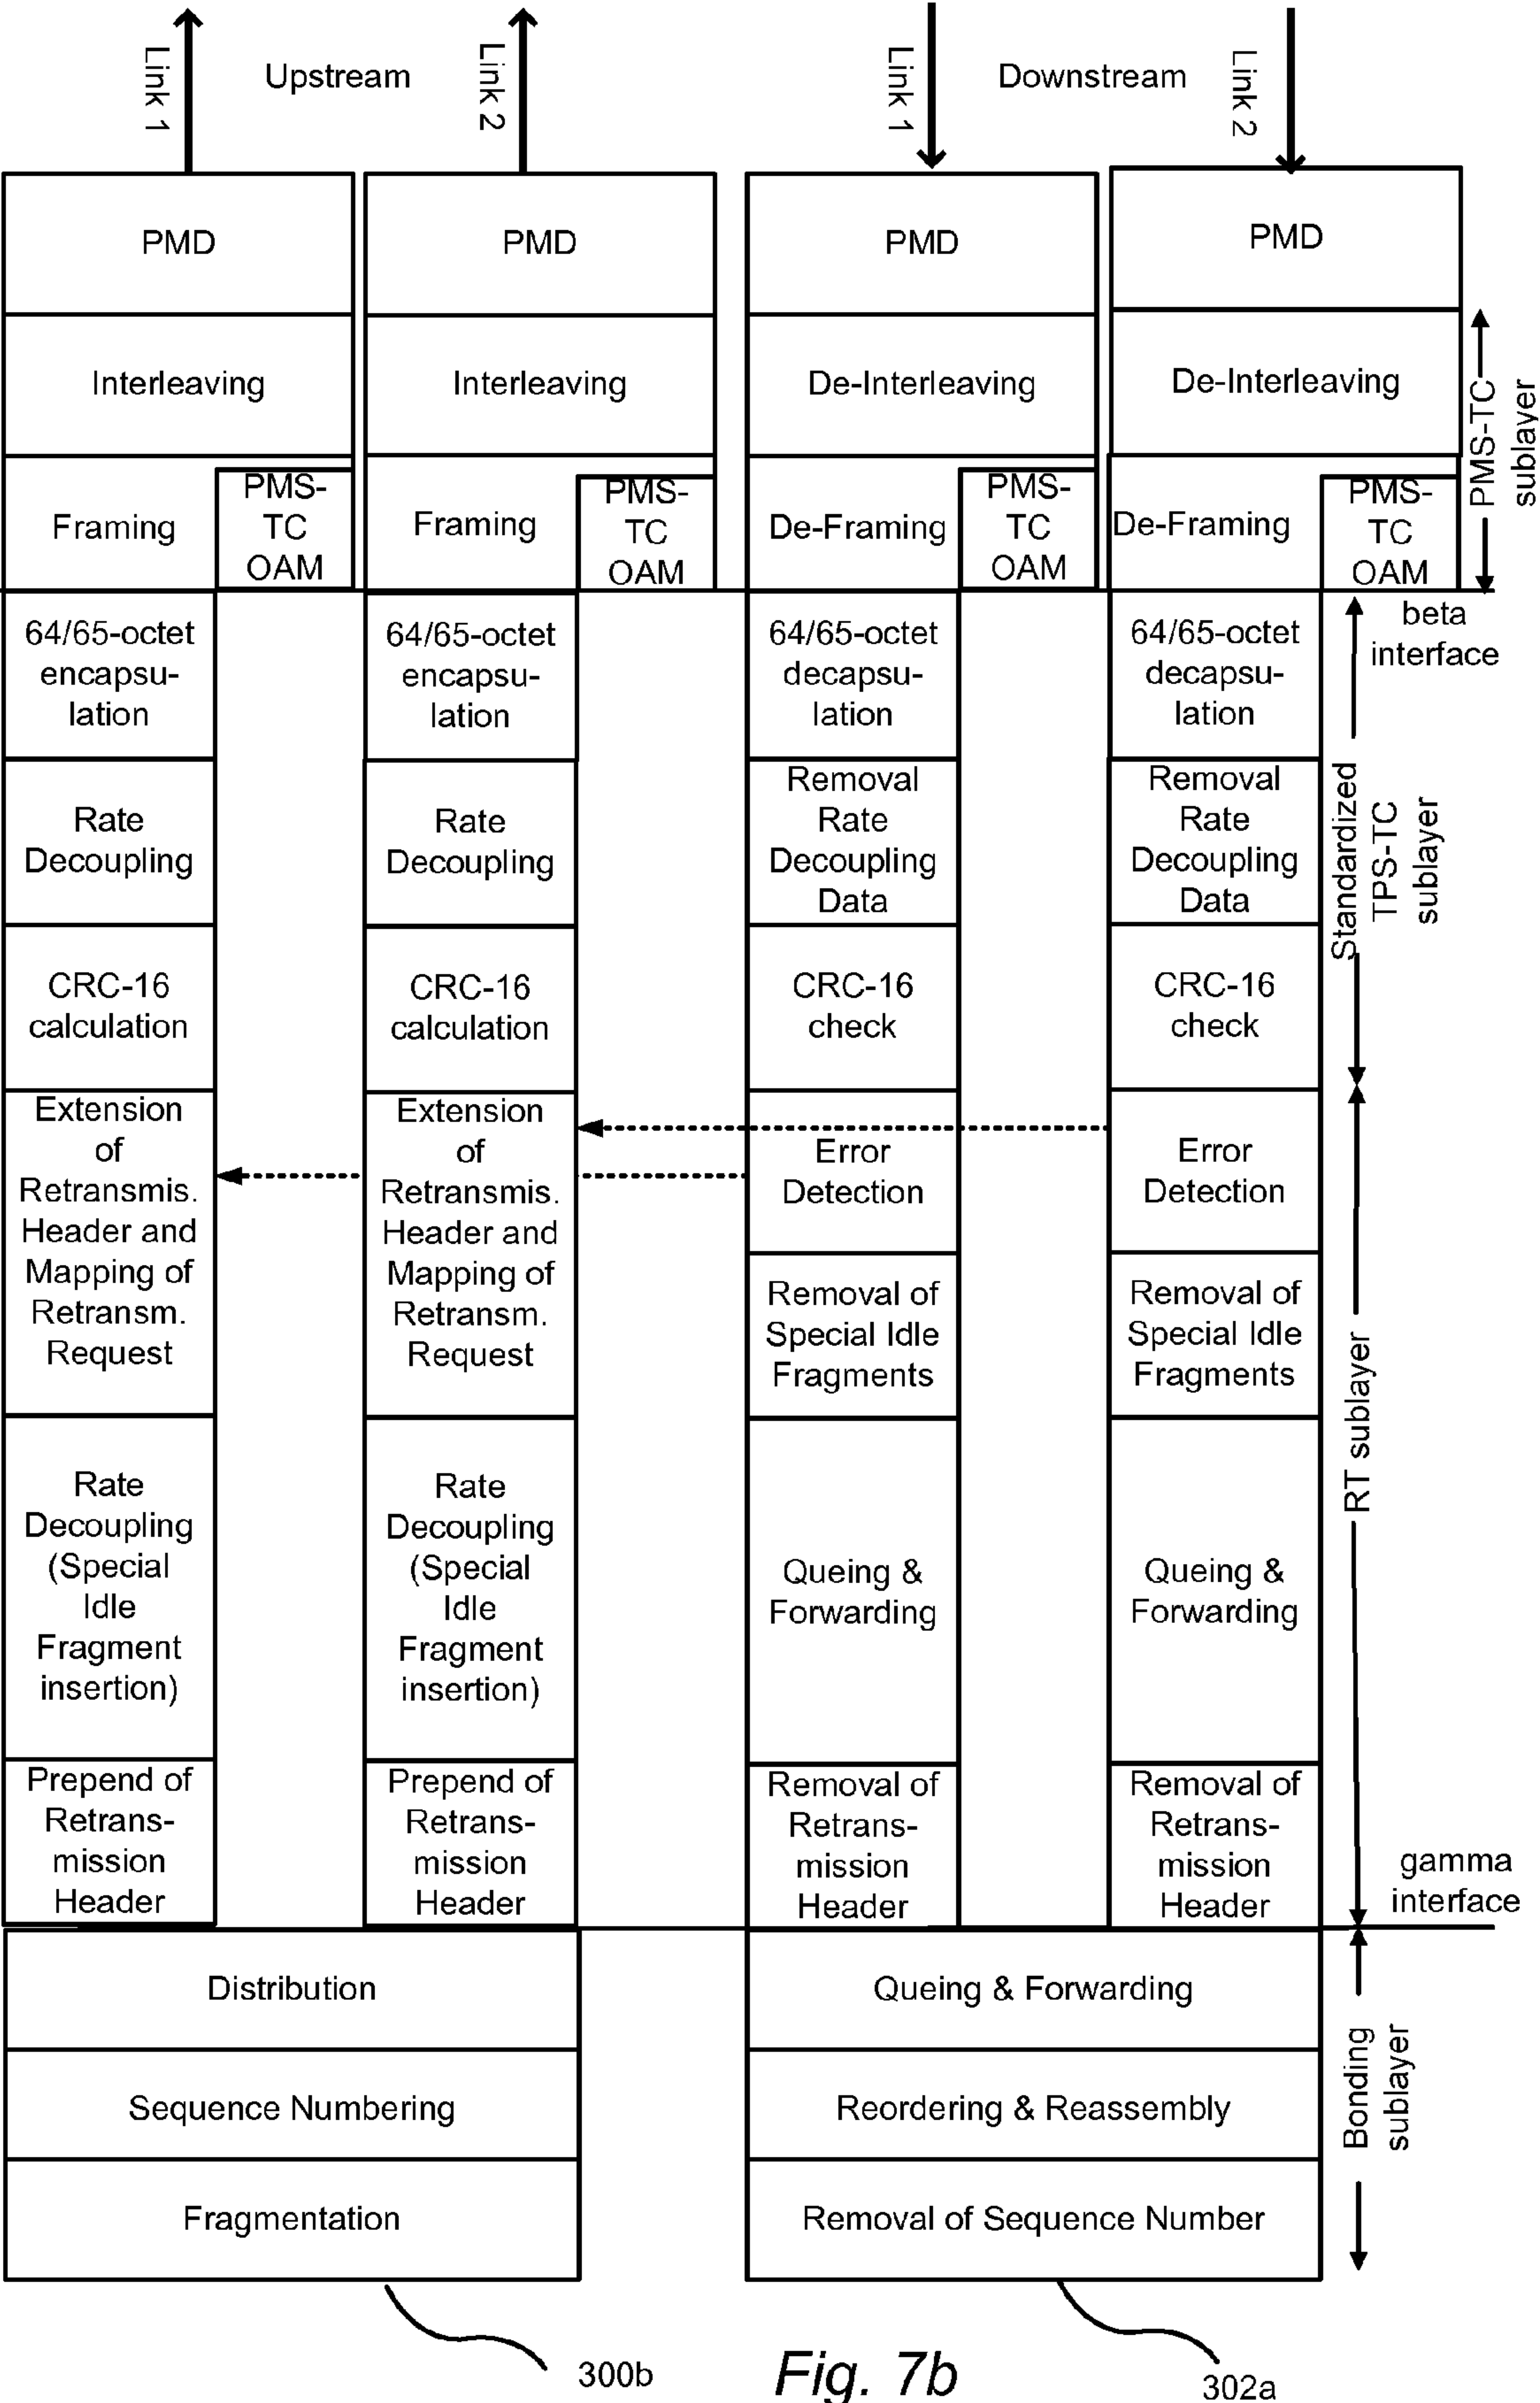 Link 1
Upstream
Link 2
Link 1
Downstream
Link 2
PMD
PMD
PMD
PMD
Interleaving
Interleaving
De-Interleaving
De-Interleaving
PMS-TC
sublayer
Framing
PMS-
TC
OAM
Framing
PMS-
TC
OAM
De-Framing
PMS-
TC
OAM
De-Framing
PMS-
TC
OAM
beta
interface
64/65-octet
encapsu-
lation
64/65-octet
encapsu-
lation
64/65-octet
decapsu-
lation
64/65-octet
decapsu-
lation
Rate
Decoupling
Rate
Decoupling
Removal
Rate
Decoupling
Data
Removal
Rate
Decoupling
Data
Standardized
TPS-TC
sublayer
CRC-16
calculation
CRC-16
calculation
CRC-16
check
CRC-16
check
Extension
of
Retransmis.
Header and
Mapping of
Retransm.
Request
Extension
of
Retransmis.
Header and
Mapping of
Retransm.
Request
Error
Detection
Error
Detection
Removal of
Special Idle
Fragments
Removal of
Special Idle
Fragments
RT sublayer
Rate
Decoupling
(Special
Idle
Fragment
insertion)
Rate
Decoupling
(Special
Idle
Fragment
insertion)
Queing &
Forwarding
Queing &
Forwarding
Prepend of
Retrans-
mission
Header
Prepend of
Retrans-
mission
Header
Removal of
Retrans-
mission
Header
Removal of
Retrans-
mission
Header
gamma
interface
Distribution
Queing & Forwarding
Sequence Numbering
Reordering & Reassembly
Bonding
sublayer
Fragmentation
Removal of Sequence Number
300b
Fig. 7b
302a